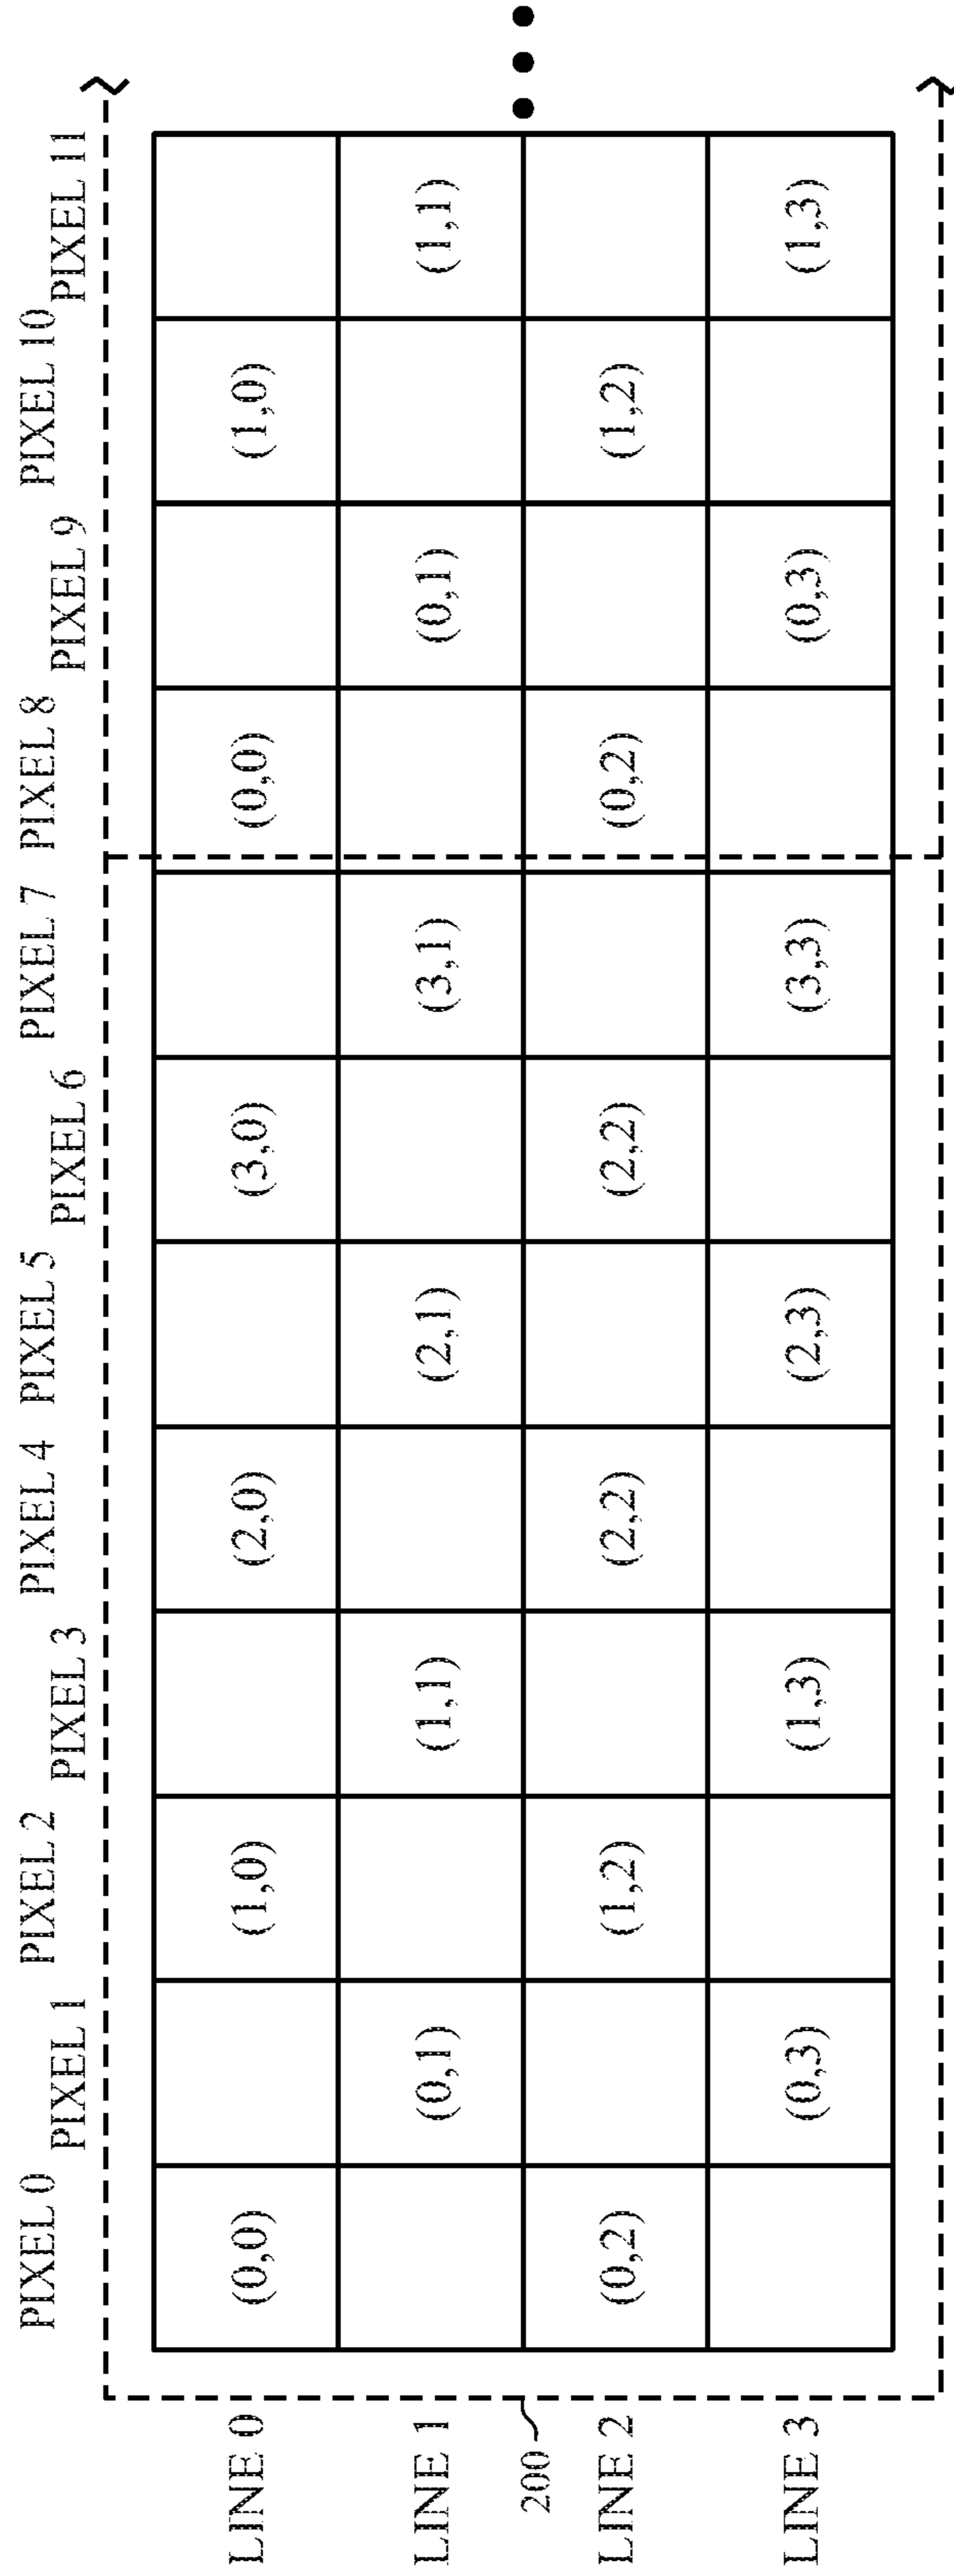 PIXEL 0 PIXEL 1 PIXEL 2 PIXEL 3 PIXEL 4 PIXEL 5 PIXEL 6 PIXEL 7 PIXEL 8 PIXEL 9 PIXEL 10 PIXEL 11
LINE 0 (0,0) (1,0) (2,0) (3,0) (0,0) (1,0)
LINE 1 (0,1) (1,1) (2,1) (3,1) (0,1) (1,1)
200
LINE 2 (0,2) (1,2) (2,2) (2,2) (0,2) (1,2)
LINE 3 (0,3) (1,3) (2,3) (3,3) (0,3) (1,3)